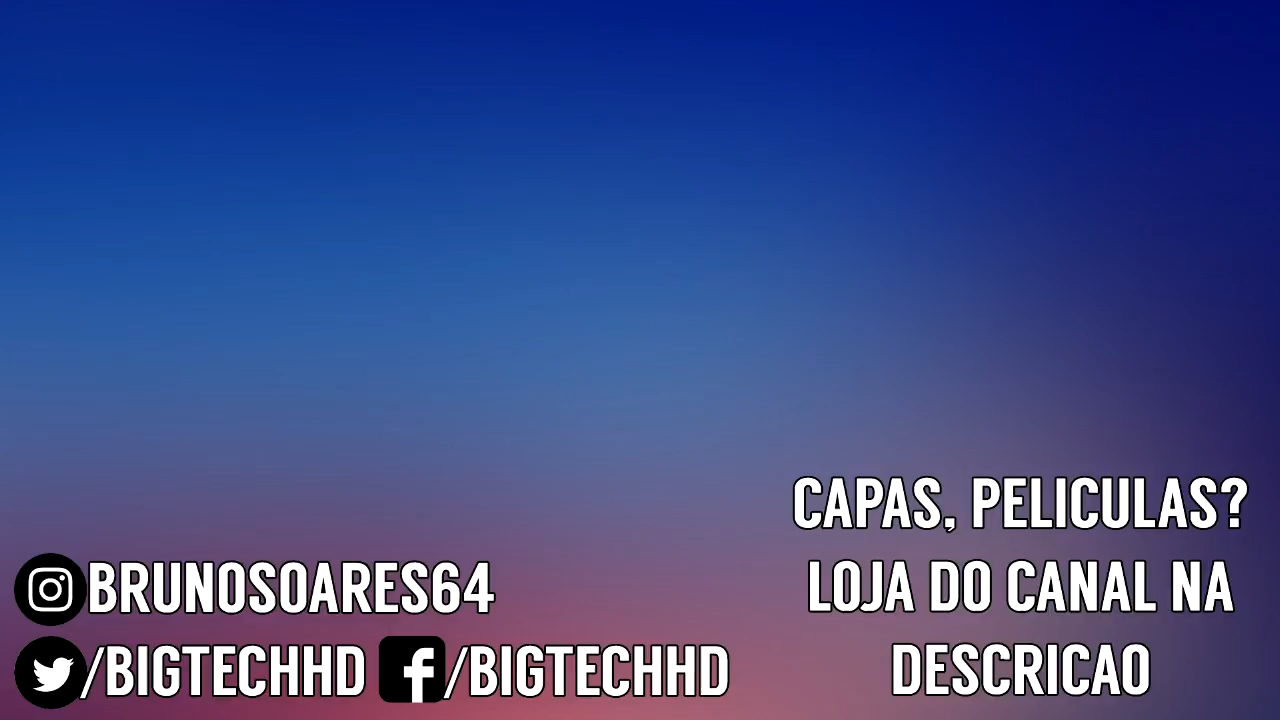 CAPAS, PELICULAS?
LOJA DO CANAL NA
DESCRICAO
BRUNOSOARES64
/BIGTECHHD /BIGTECHHD